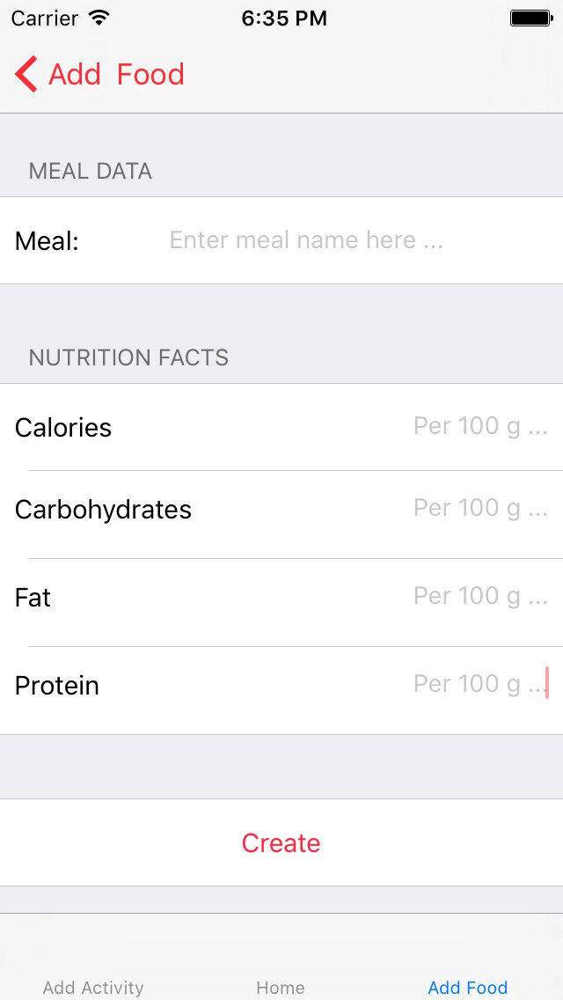 Carrier 6:35 PM
Add Food
MEAL DATA
Meal: Enter meal name here ...
NUTRITION FACTS
Calories Per 100 g ...
Carbohydrates Per 100 g ...
Fat Per 100 g ...
Protein Per 100 g ...
Create
Add Activity Home Add Food